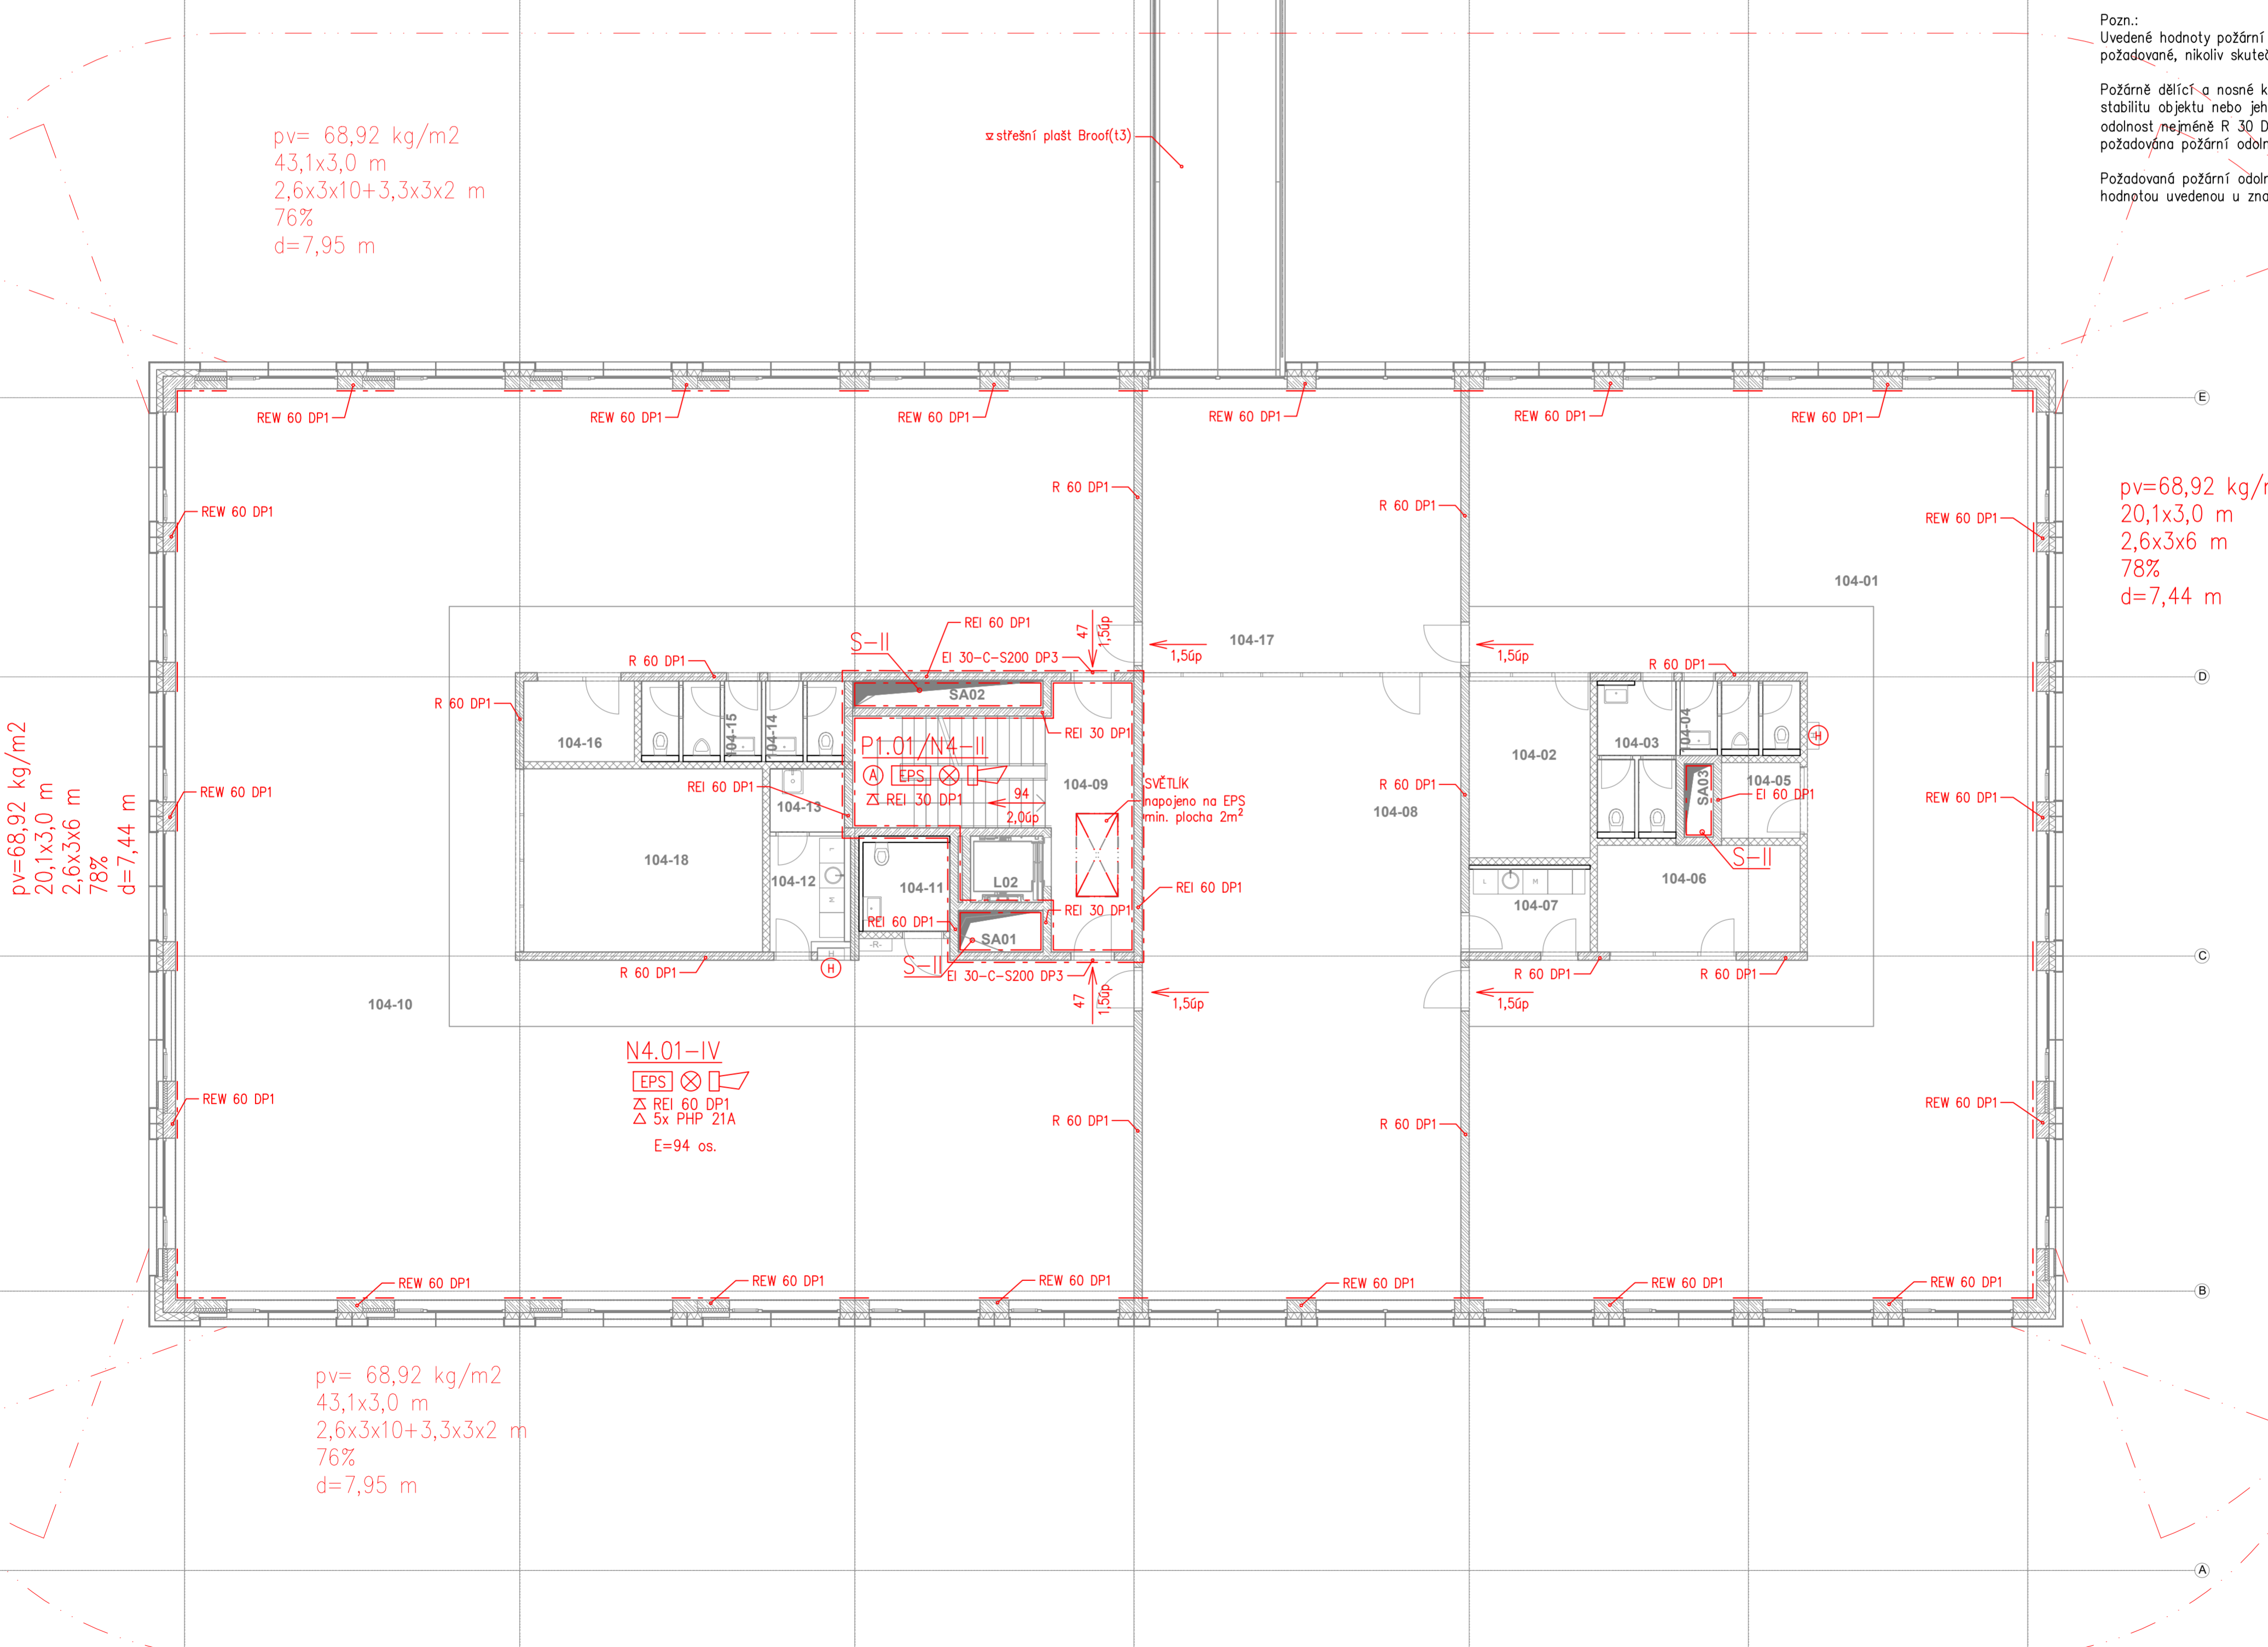 Pozn.:
Uvedené hodnoty požární
požadované, nikoliv
Požárně dělící a nosné
stabilitu objektu nebo
odolnost nejméně R 30
požadována požární
Požadovaná požární
hodnotou uvedenou u
pv= 68,92 kg/m2
43,1x3,0 m
2,6x3x10+3,3x3x2 m
76%
d=7,95 m
střešní plašt Broof(t3)
REW 60 DP1
REW 60 DP1
REW 60 DP1
REW 60 DP1
REW 60 DP1
REW 60 DP1
E
pv=68,92
20,1x3,0 m
2,6x3x6 m
78%
d=7,44 m
R 60 DP1
R 60 DP1
REW 60 DP1
REW 60 DP1
104-01
REI 60 DP1
47
1,5úp
104-17
S-II
EI 30-C-S200 DP3
1,5úp
1,5úp
R 60 DP1
R 60 DP1
D
SA02
R 60 DP1
104-16
104-15
104-14
REI 30 DP1
P1.01/N4-II
A
EPS
REI 30 DP1
94
2,0úp
104-09
SVĚTLÍK
napojeno na EPS
min. plocha 2m2
104-02
104-03
104-04
H
R 60 DP1
REI 60 DP1
104-13
104-08
SA03
104-05
EI 60 DP1
REW 60 DP1
REW 60 DP1
pv=68,92 kg/m2
20,1x3,0 m
2,6x3x6 m
78%
d=7,44 m
104-18
104-12
L
M
104-11
L02
REI 60 DP1
S-II
104-06
L
M
104-07
REI 60 DP1
REI 30 DP1
SA01
-R-
H
H
S-II
EI 30-C-S200 DP3
R 60 DP1
R 60 DP1
R 60 DP1
C
47
1,5úp
1,5úp
1,5úp
104-10
N4.01-IV
EPS
REI 60 DP1
5x PHP 21A
E=94 os.
REW 60 DP1
R 60 DP1
R 60 DP1
REW 60 DP1
REW 60 DP1
REW 60 DP1
REW 60 DP1
REW 60 DP1
REW 60 DP1
REW 60 DP1
B
pv= 68,92 kg/m2
43,1x3,0 m
2,6x3x10+3,3x3x2 m
76%
d=7,95 m
A